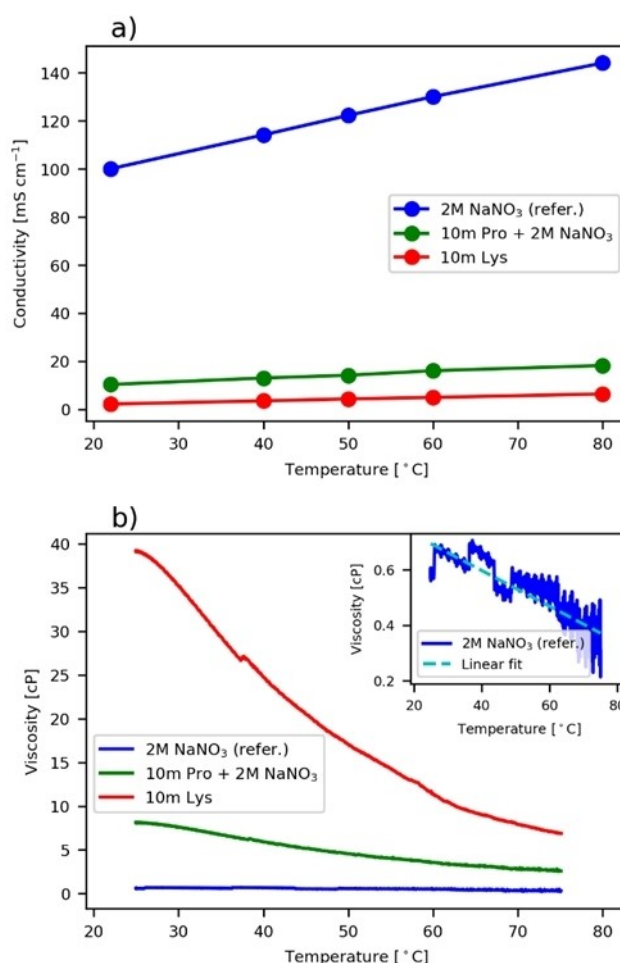 a)
Conductivity [mS cm⁻¹]
140
120
100
80
60
40
20
0
2M NaNO₃ (refer.)
10m Pro + 2M NaNO₃
10m Lys
20 30 40 50 60 70 80
Temperature [°C]
b)
Viscosity [cP]
40
35
30
25
20
15
10
5
0
2M NaNO₃ (refer.)
10m Pro + 2M NaNO₃
10m Lys
Viscosity [cP]
0.6
0.4
0.2
2M NaNO₃ (refer.)
Linear fit
20 40 60 80
Temperature [°C]
20 30 40 50 60 70 80
Temperature [°C]